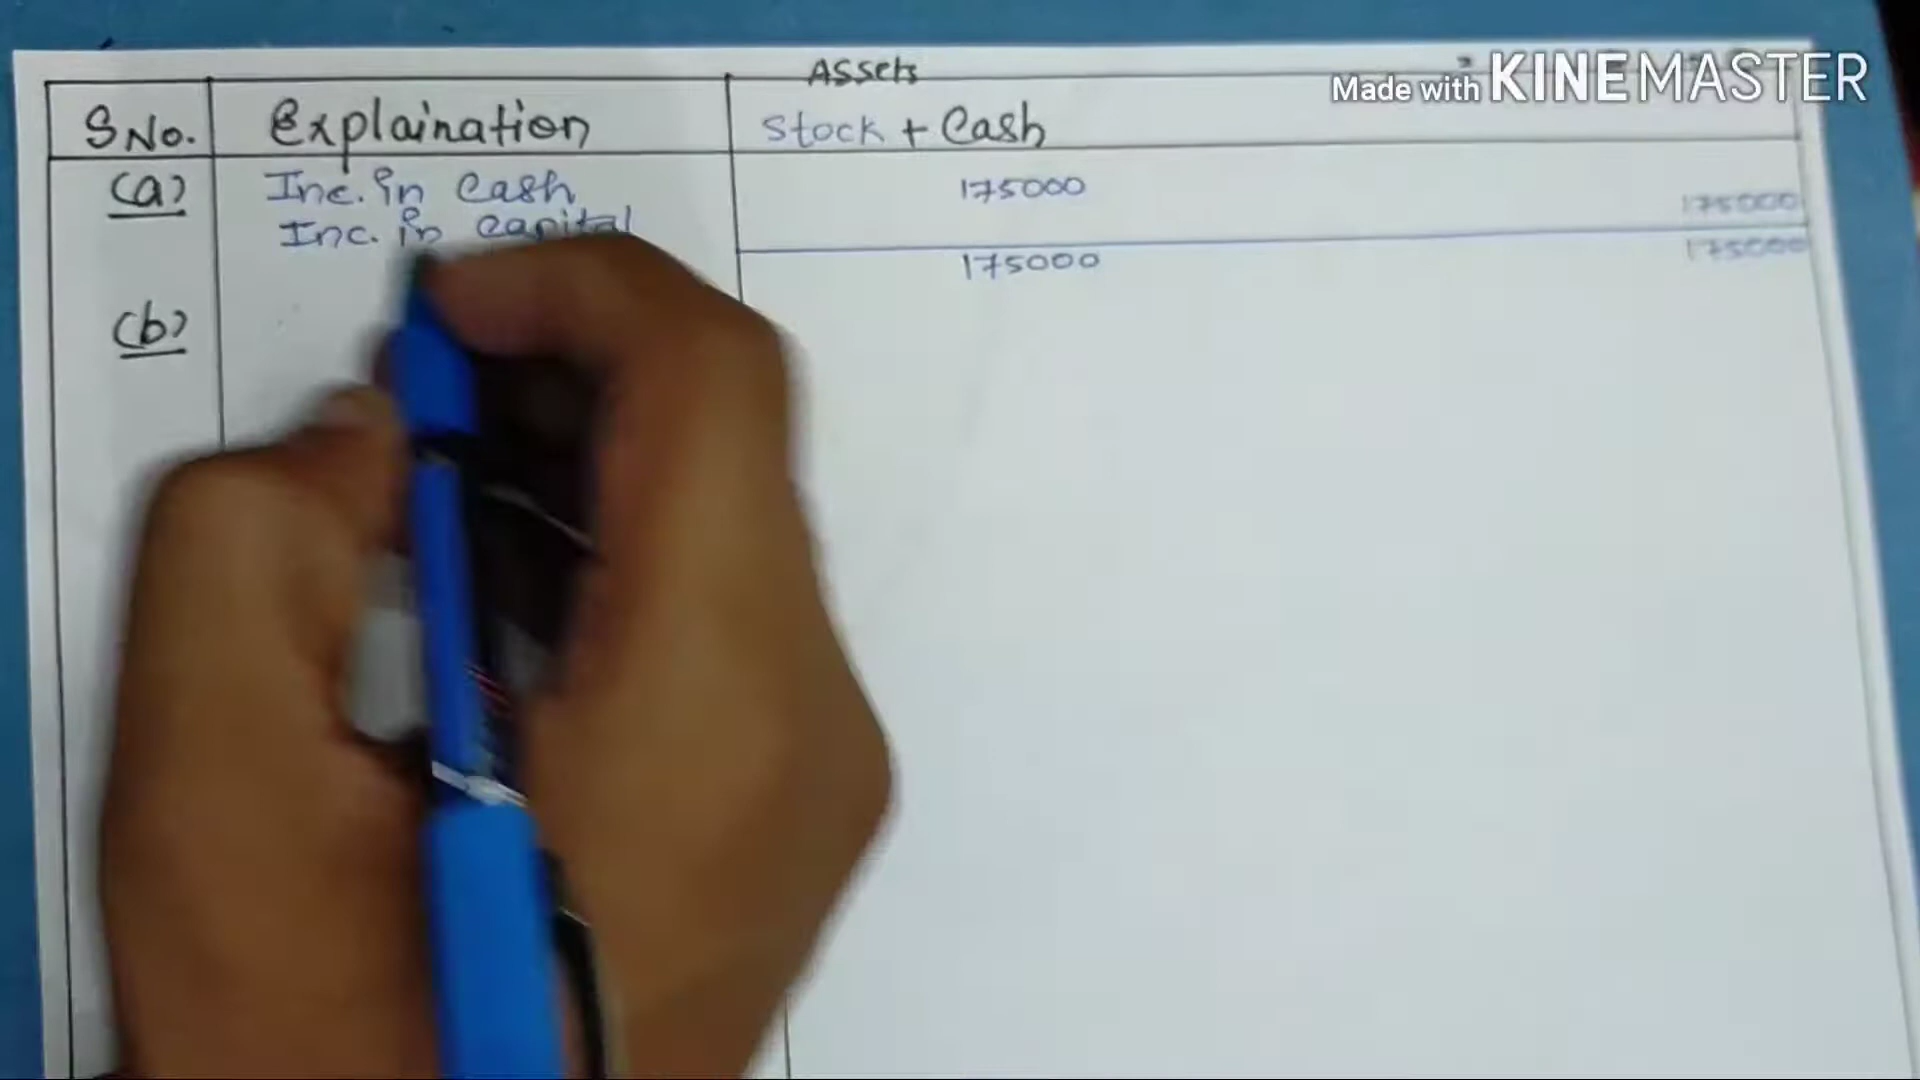 Assets
Made with KINEMASTER
S No. Explaination Stock + Cash
(a) Inc. in cash 175000 175000
Inc. in capital
175000 175000
(b)